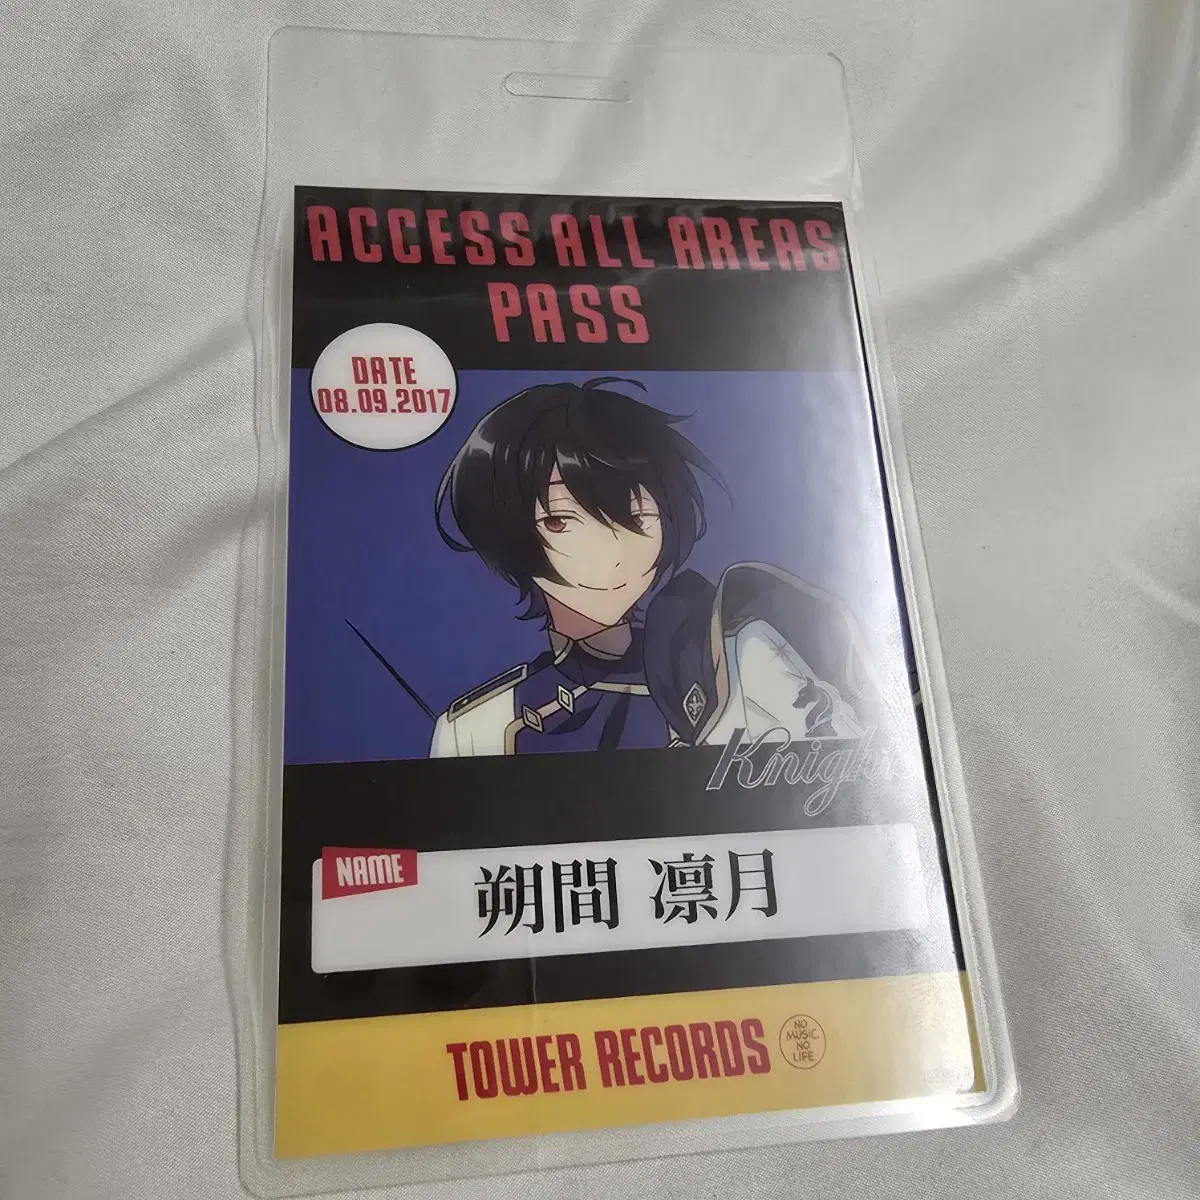 ACCESS ALL AREAS
PASS
DATE
08.09.2017
Knights
NAME
朔間 凛月
TOWER RECORDS
NO
MUSIC.
NO
LIFE.